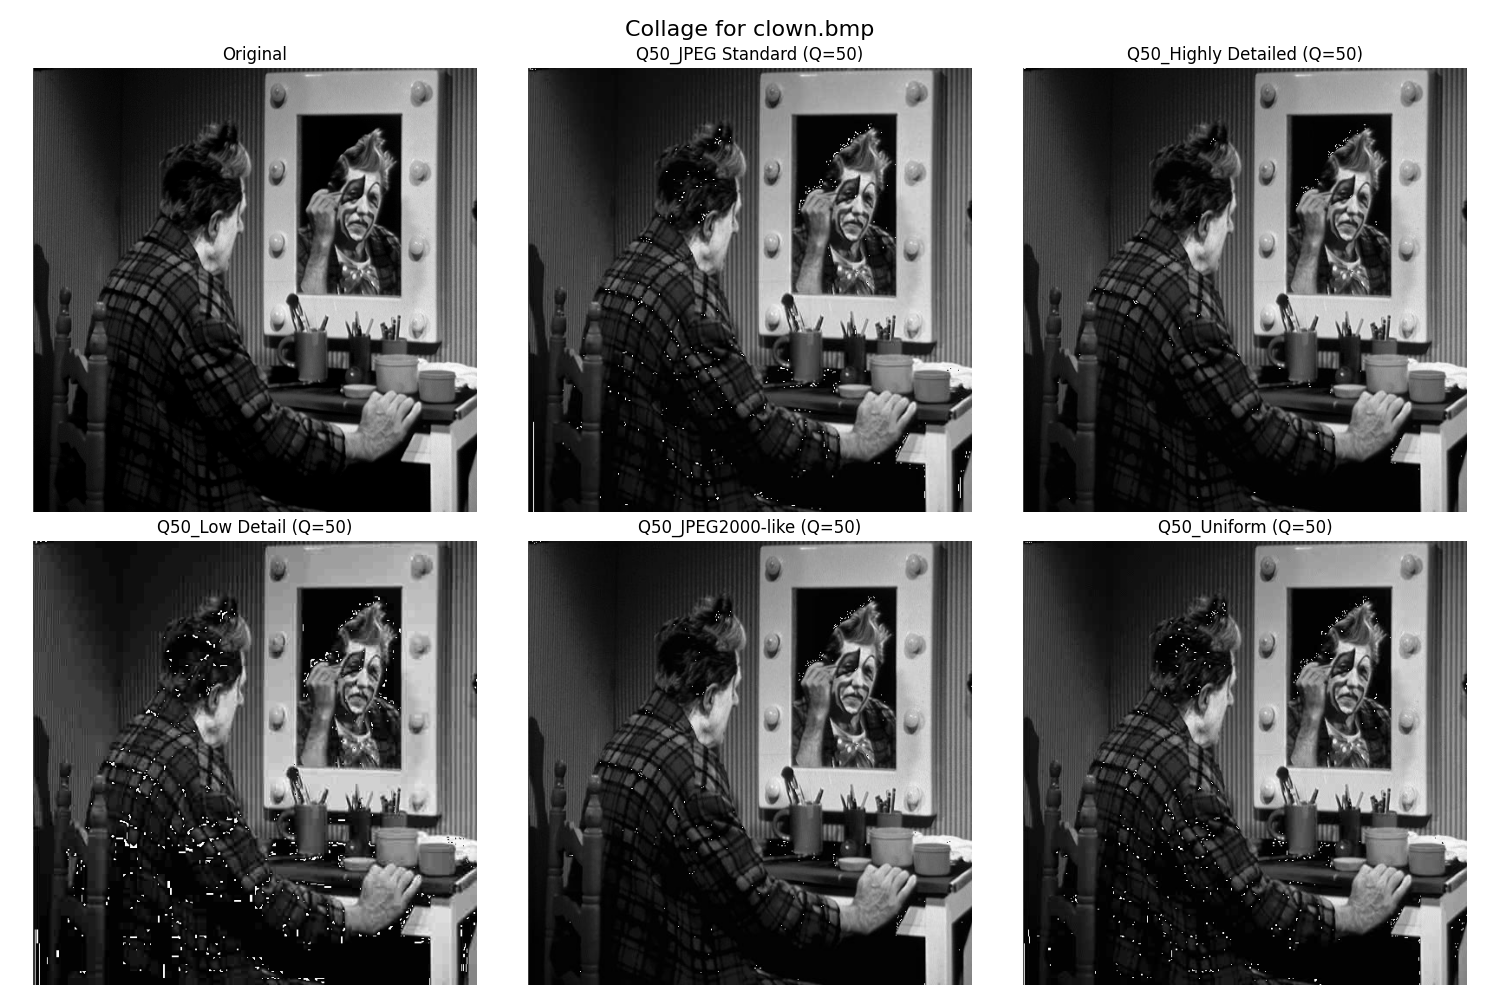 Collage for clown.bmp
Original
Q50_JPEG Standard (Q=50)
Q50_Highly Detailed (Q=50)
Q50_Low Detail (Q=50)
Q50_JPEG2000-like (Q=50)
Q50_Uniform (Q=50)